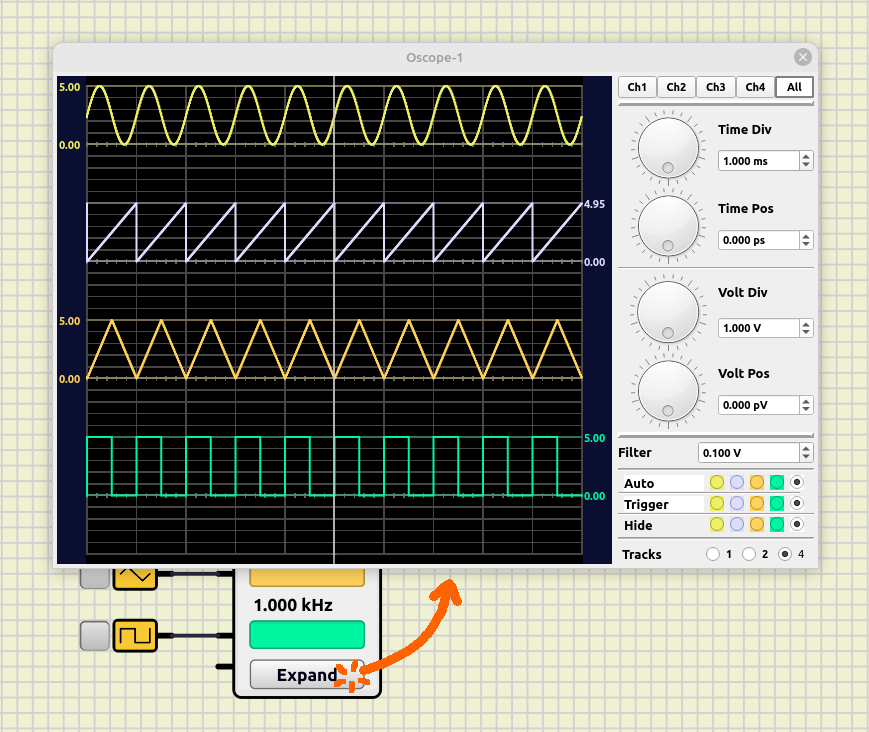 Oscope-1
5.00
0.00
4.95
0.00
5.00
0.00
5.00
0.00
Ch1 Ch2 Ch3 Ch4 All
Time Div
1.000 ms
Time Pos
0.000 ps
Volt Div
1.000 V
Volt Pos
0.000 pV
Filter 0.100 V
Auto
Trigger
Hide
Tracks 1 2 4
1.000 kHz
Expand